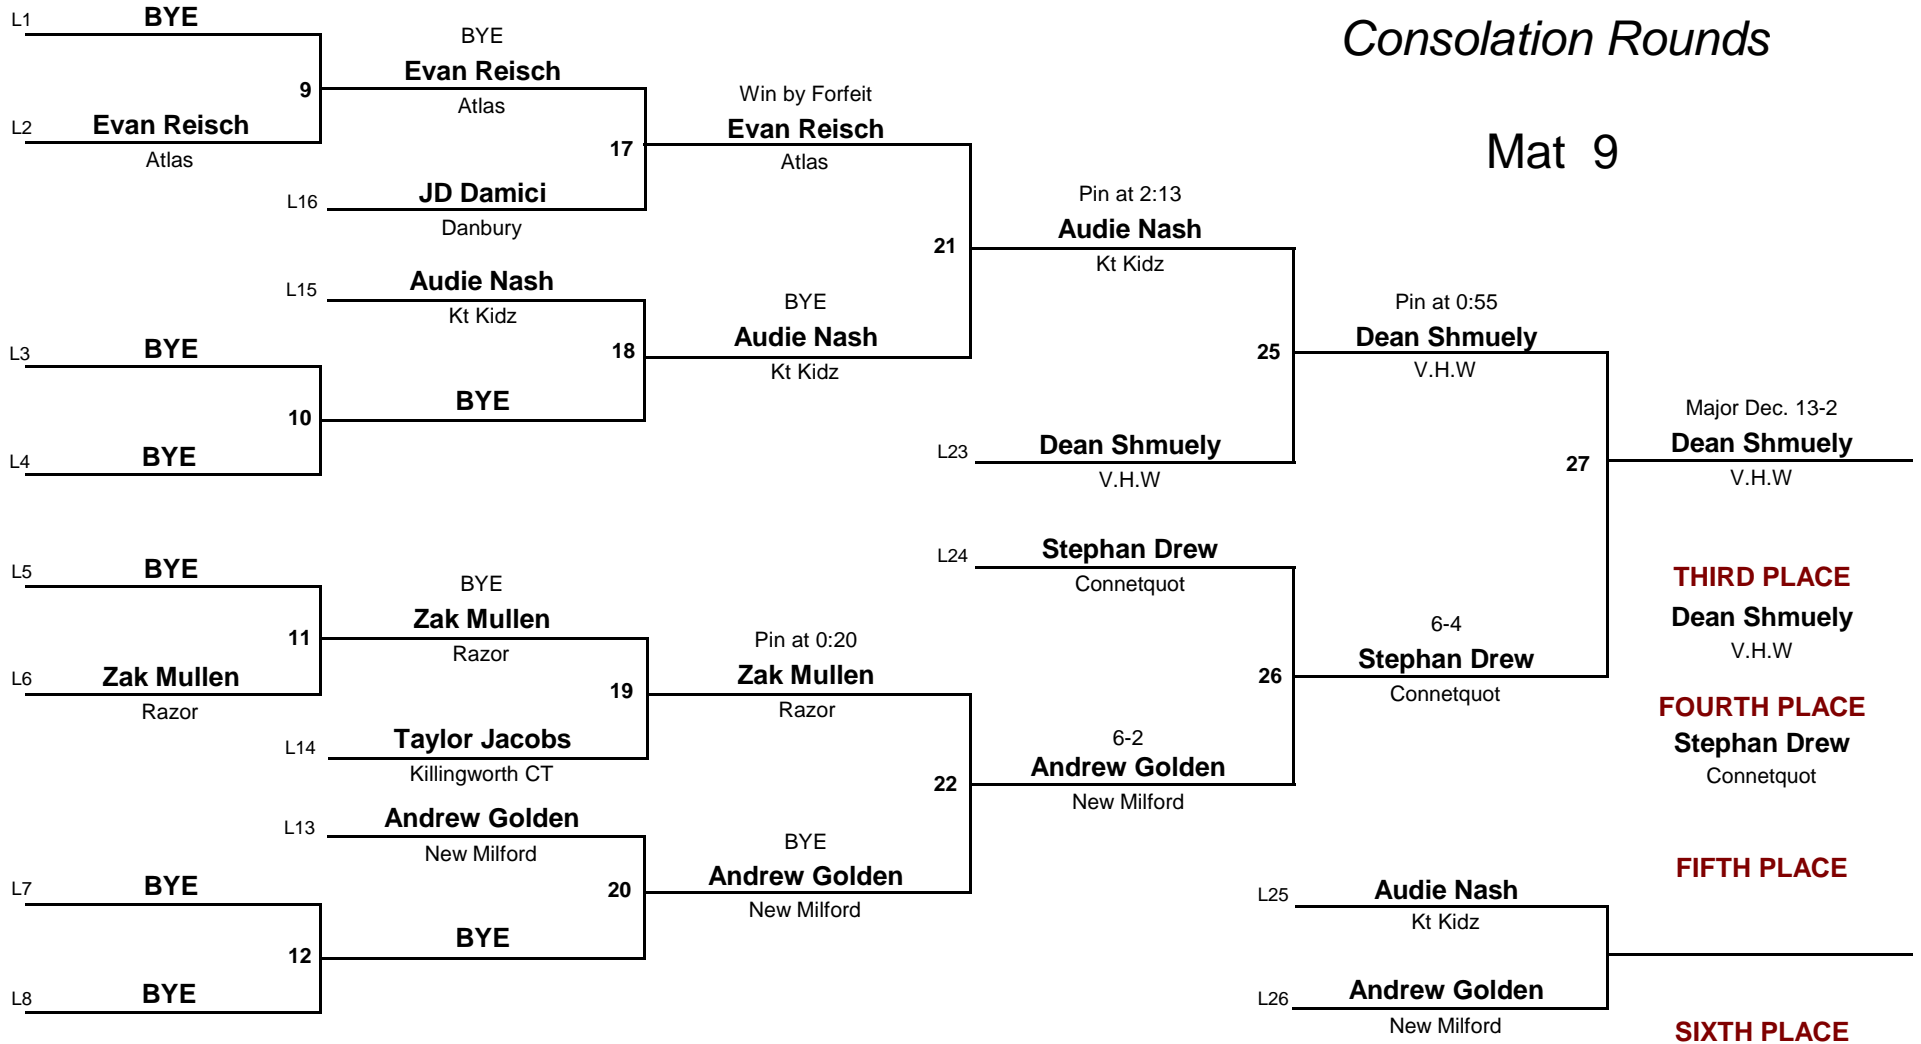 Consolation Rounds
Mat 9
L1 BYE
9
L2 Evan Reisch
Atlas
BYE
Evan Reisch
Atlas
17
L16 JD Damici
Danbury
Win by Forfeit
Evan Reisch
Atlas
L15 Audie Nash
Kt Kidz
18
L3 BYE
10
L4 BYE
BYE
BYE
Audie Nash
Kt Kidz
21
Pin at 2:13
Audie Nash
Kt Kidz
25
L23 Dean Shmuely
V.H.W
Pin at 0:55
Dean Shmuely
V.H.W
27
Major Dec. 13-2
Dean Shmuely
V.H.W
L5 BYE
11
L6 Zak Mullen
Razor
BYE
Zak Mullen
Razor
19
L14 Taylor Jacobs
Killingworth CT
Pin at 0:20
Zak Mullen
Razor
L13 Andrew Golden
New Milford
20
L7 BYE
12
L8 BYE
BYE
BYE
Andrew Golden
New Milford
22
L24 Stephan Drew
Connetquot
26
6-2
Andrew Golden
New Milford
6-4
Stephan Drew
Connetquot
THIRD PLACE
Dean Shmuely
V.H.W
FOURTH PLACE
Stephan Drew
Connetquot
L25 Audie Nash
Kt Kidz
L26 Andrew Golden
New Milford
FIFTH PLACE
SIXTH PLACE